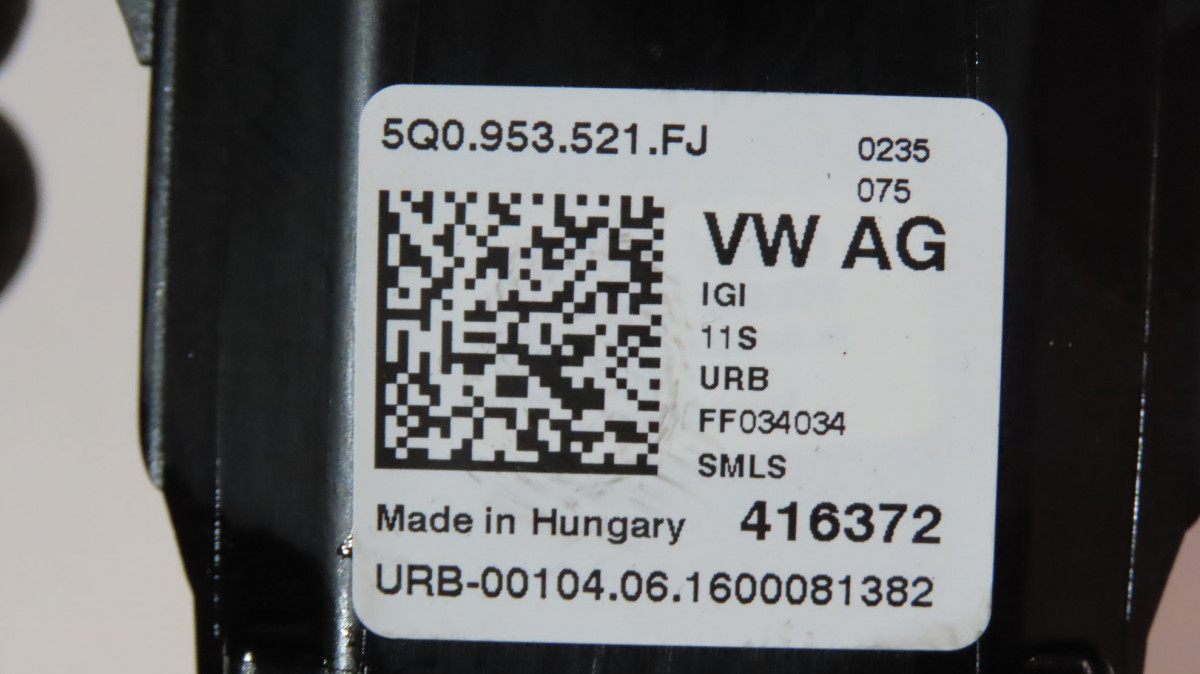 5Q0.953.521.FJ
0235
075
VW AG
IGI
11S
URB
FF034034
SMLS
Made in Hungary 416372
URB-00104.06.1600081382